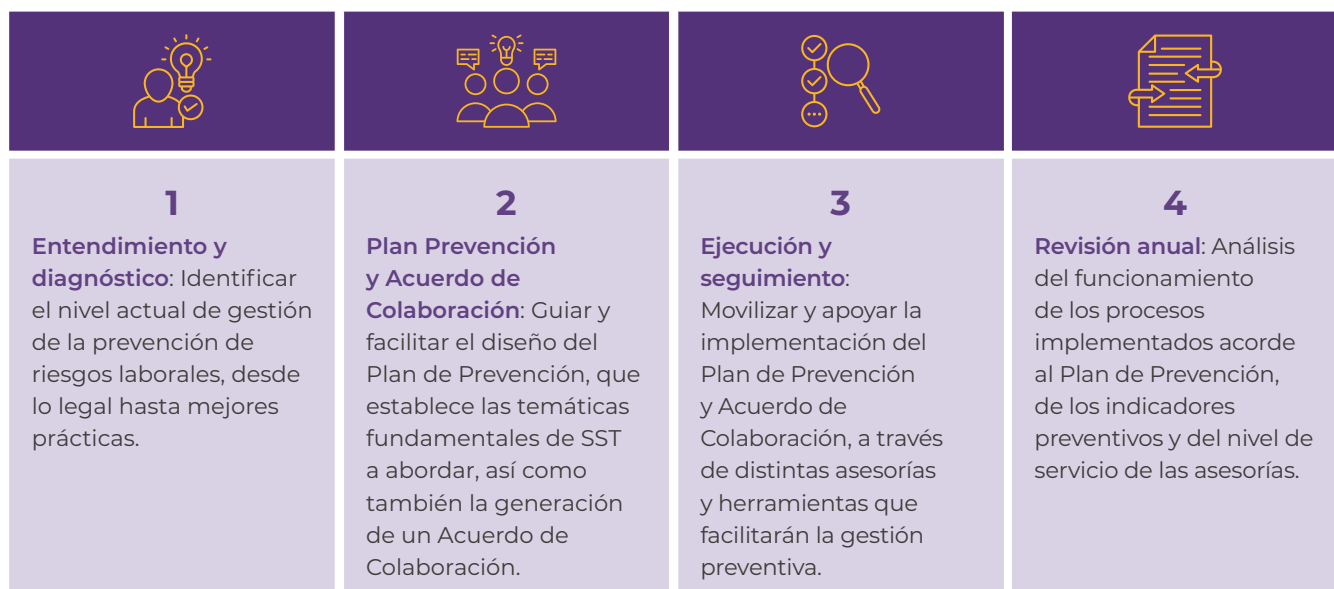 1
Entendimiento y
diagnóstico: Identificar
el nivel actual de gestión
de la prevención de
riesgos laborales, desde
lo legal hasta mejores
prácticas.
2
Plan Prevención
y Acuerdo de
Colaboración: Guiar y
facilitar el diseño del
Plan de Prevención, que
establece las temáticas
fundamentales de SST
a abordar, así como
también la generación
de un Acuerdo de
Colaboración.
3
Ejecución y
seguimiento:
Movilizar y apoyar la
implementación del
Plan de Prevención
y Acuerdo de
Colaboración, a través
de distintas asesorías
y herramientas que
facilitarán la gestión
preventiva.
4
Revisión anual: Análisis
del funcionamiento
de los procesos
implementados acorde
al Plan de Prevención,
de los indicadores
preventivos y del nivel de
servicio de las asesorías.